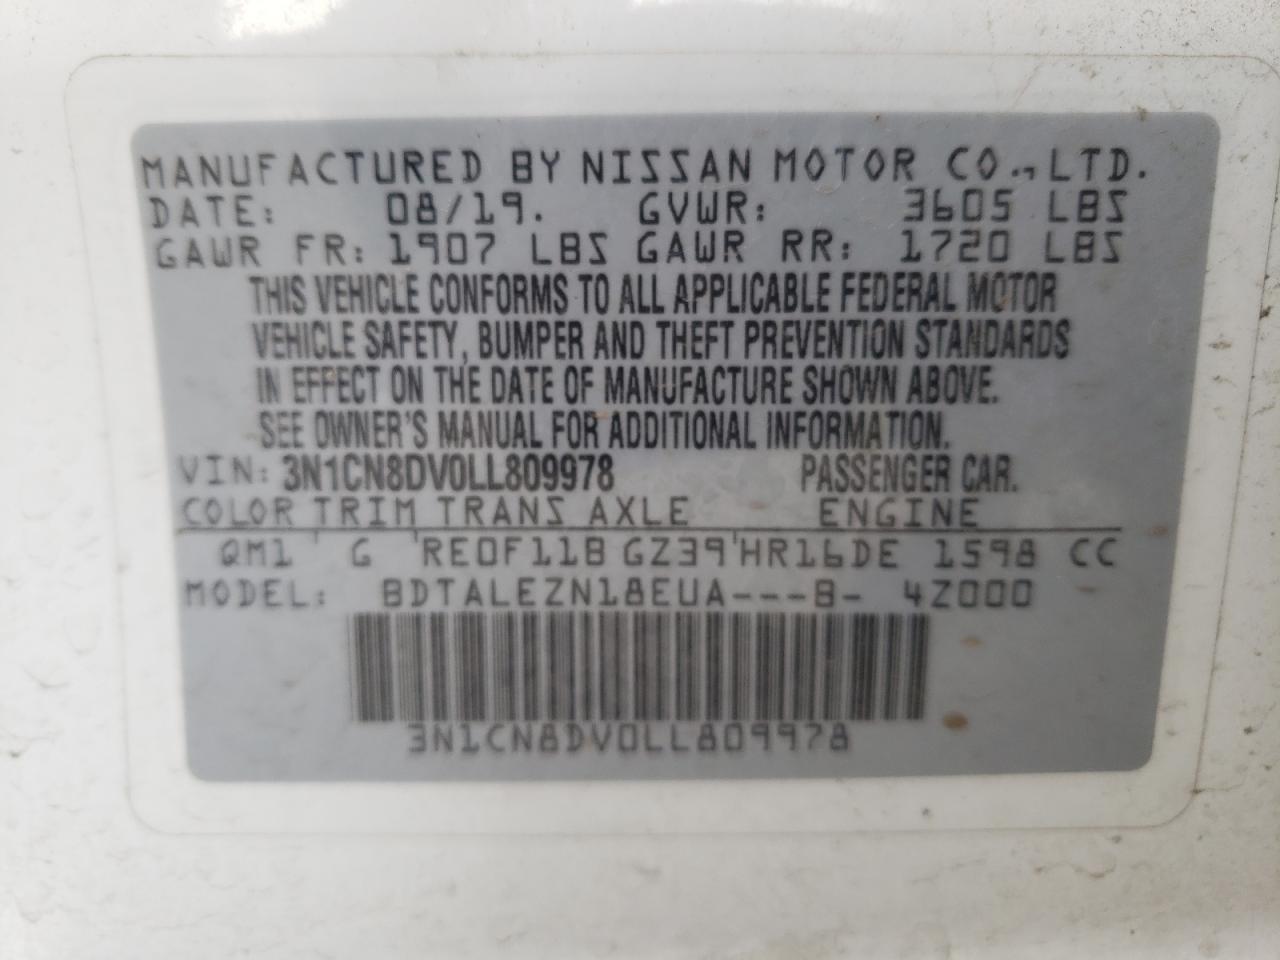 MANUFACTURED BY NISSAN MOTOR CO., LTD.
DATE: 08/19. GVWR: 3605 LBS
GAWR FR: 1907 LBS GAWR RR: 1720 LBS
THIS VEHICLE CONFORMS TO ALL APPLICABLE FEDERAL MOTOR
VEHICLE SAFETY, BUMPER AND THEFT PREVENTION STANDARDS
IN EFFECT ON THE DATE OF MANUFACTURE SHOWN ABOVE.
SEE OWNER'S MANUAL FOR ADDITIONAL INFORMATION.
VIN: 3N1CN8DV0LL809978 PASSENGER CAR.
COLOR TRIM TRANS AXLE ENGINE
QM1 G RE0F11B GZ39 HR16DE 1598 CC
MODEL: BDTALEZN18EUA---B- 4Z000
3N1CN8DV0LL809978